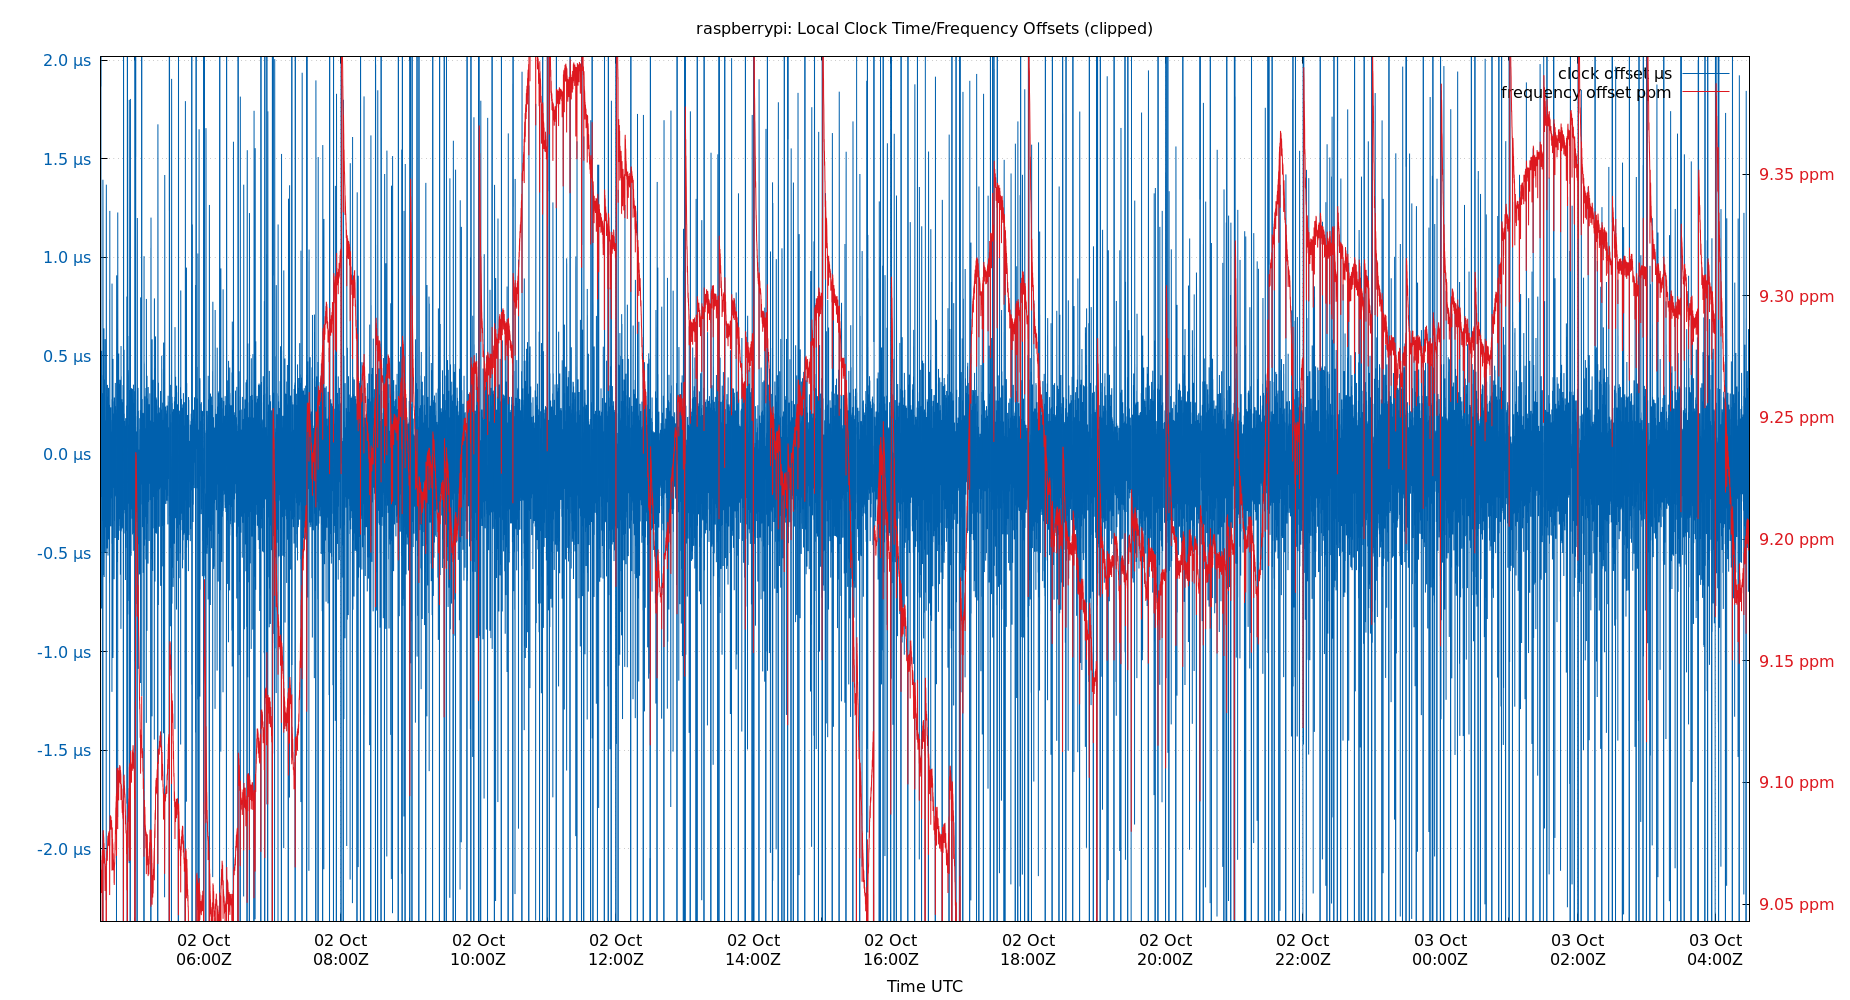 raspberrypi: Local Clock Time/Frequency Offsets (clipped)
clock offset µs
frequency offset ppm
2.0 µs
1.5 µs
1.0 µs
0.5 µs
0.0 µs
-0.5 µs
-1.0 µs
-1.5 µs
-2.0 µs
9.35 ppm
9.30 ppm
9.25 ppm
9.20 ppm
9.15 ppm
9.10 ppm
9.05 ppm
02 Oct 02 Oct 02 Oct 02 Oct 02 Oct 02 Oct 02 Oct 02 Oct 02 Oct 03 Oct 03 Oct 03 Oct
06:00Z 08:00Z 10:00Z 12:00Z 14:00Z 16:00Z 18:00Z 20:00Z 22:00Z 00:00Z 02:00Z 04:00Z
Time UTC